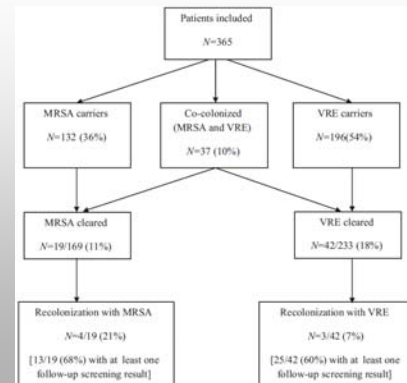 Patients included
N=365
MRSA carriers
N=132 (36%)
Co-colonized
(MRSA and VRE)
N=37 (10%)
VRE carriers
N=196(54%)
MRSA cleared
N=19/169 (11%)
VRE cleared
N=42/233 (18%)
Recolonization with MRSA
N=4/19 (21%)
[13/19 (68%) with at least one
follow-up screening result]
Recolonization with VRE
N=3/42 (7%)
[25/42 (60%) with at least one
follow-up screening result]